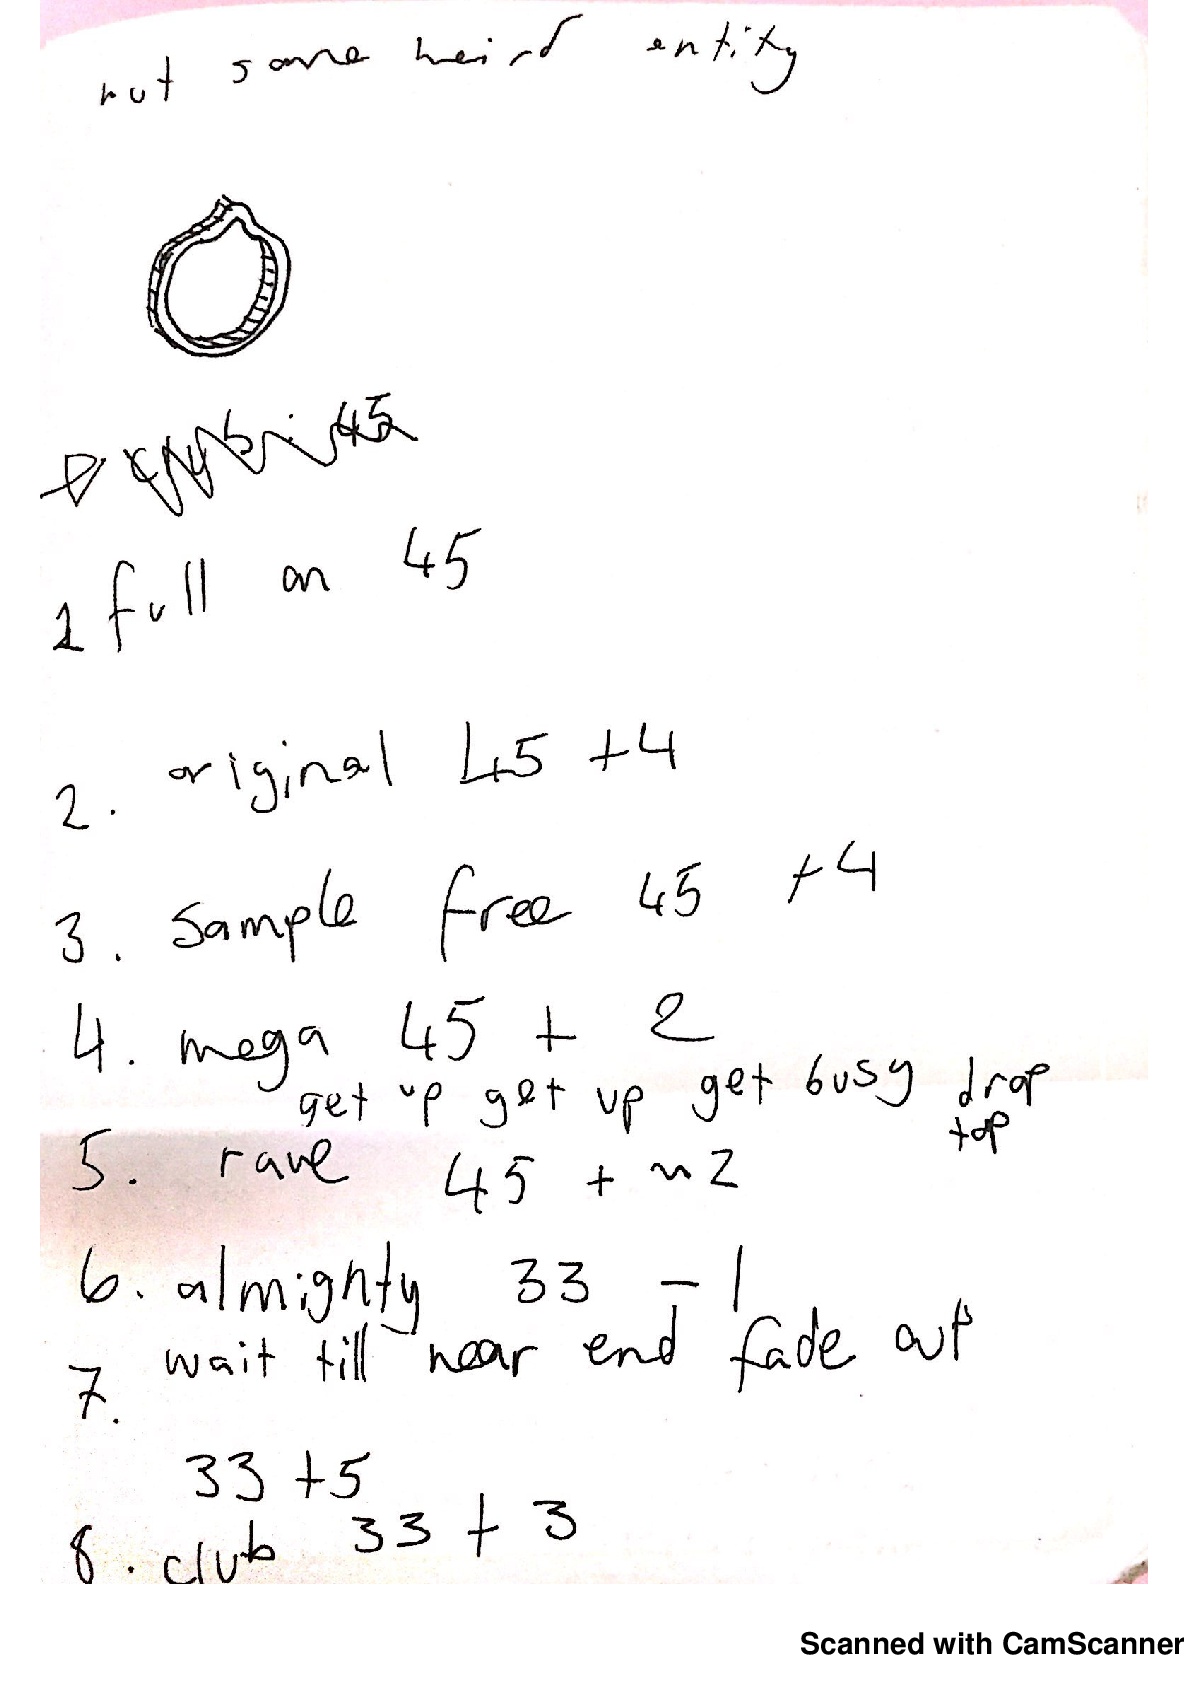 not some weird entity
45
1 full on 45
2. original 45 +4
3. sample free 45 +4
4. mega 45 + 2
get up get up get busy drop
top
5. rave 45 + 2
6. almighty 33 - 1
7. wait till near end fade out
33 +5
8. club 33 + 3
Scanned with CamScanner